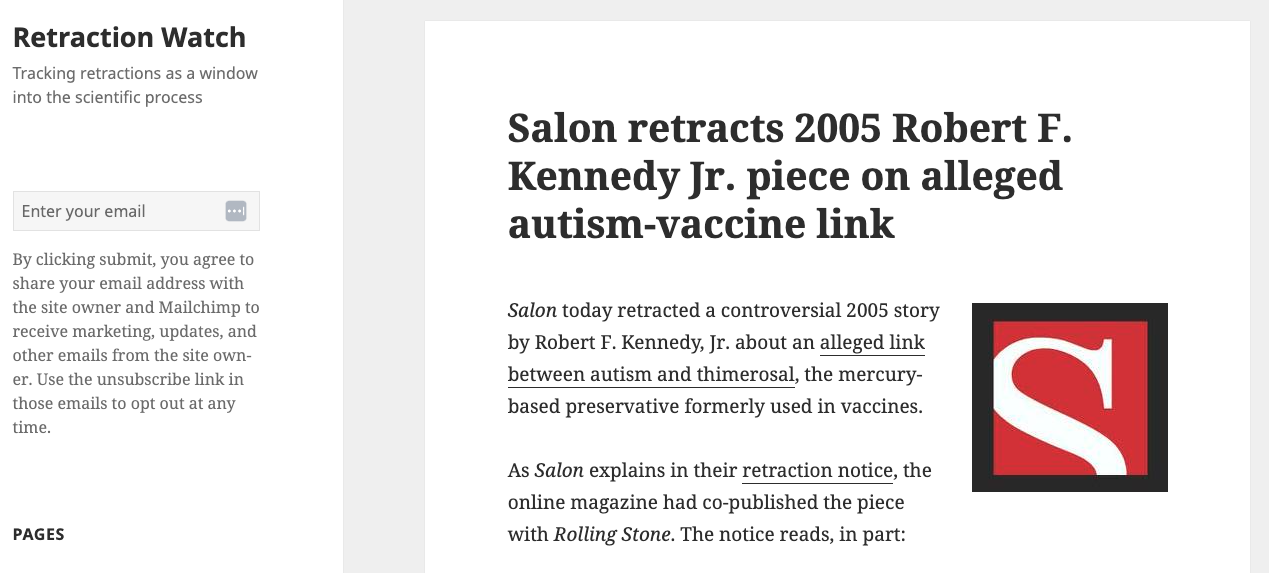 Retraction Watch
Tracking retractions as a window
into the scientific process
Enter your email
By clicking submit, you agree to
share your email address with
the site owner and Mailchimp to
receive marketing, updates, and
other emails from the site own-
er. Use the unsubscribe link in
those emails to opt out at any
time.
PAGES
Salon retracts 2005 Robert F.
Kennedy Jr. piece on alleged
autism-vaccine link
Salon today retracted a controversial 2005 story
by Robert F. Kennedy, Jr. about an alleged link
between autism and thimerosal, the mercury-
based preservative formerly used in vaccines.
As Salon explains in their retraction notice, the
online magazine had co-published the piece
with Rolling Stone. The notice reads, in part:
S